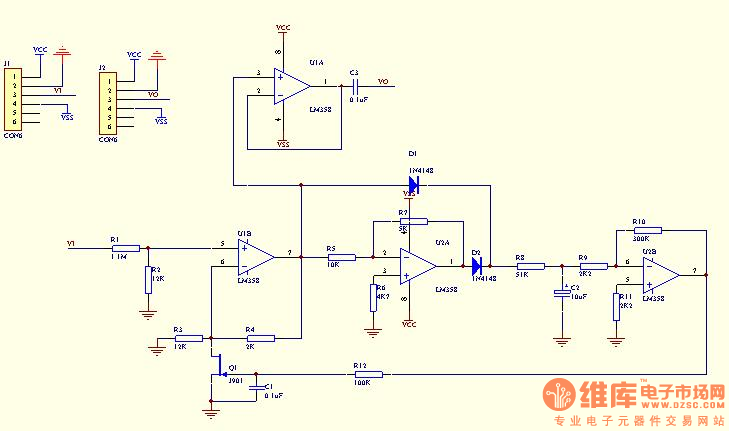 VCC
U1A
8
3
2
1
4
LM358
VSS
C3
0.1uF
VO
J1
VCC
1
2
3
4
5
6
VI
VSS
CON6
J2
VCC
1
2
3
4
5
6
VO
VSS
CON6
D1
1N4148
VSS
R7
5K
4
U2A
2
3
1
8
LM358
VCC
D2
1N4148
VI
R1
1.1M
R2
12K
U1B
5
6
7
LM358
R5
10K
R6
4K7
R8
51K
C2
10uF
R9
2K2
R10
300K
U2B
6
5
7
LM358
R11
2K2
R3
12K
R4
2K
Q1
J901
C1
0.1uF
R12
100K
维库™电子市场网
WWW.DZSC.COM
专业电子元器件交易网站